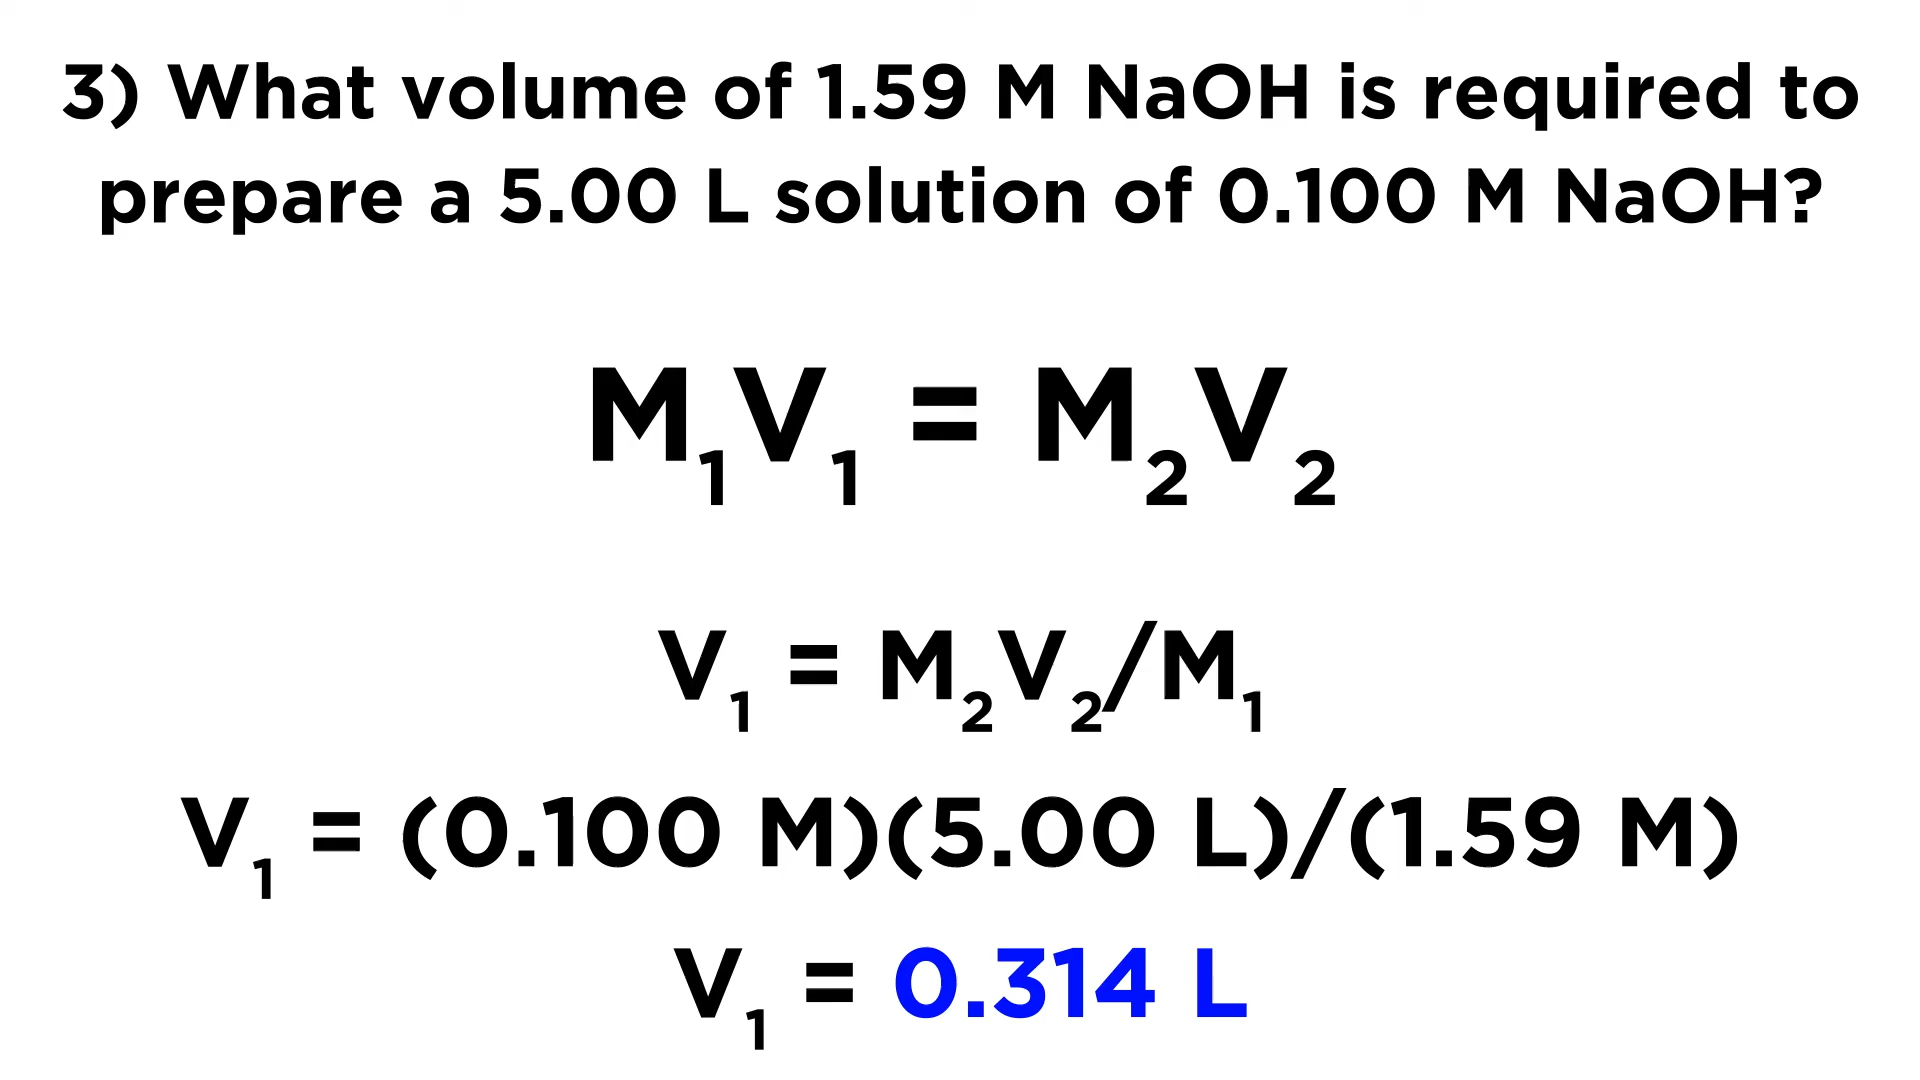 3) What volume of 1.59 M NaOH is required to
prepare a 5.00 L solution of 0.100 M NaOH?
M₁V₁ = M₂V₂
V₁ = M₂V₂/M₁
V₁ = (0.100 M)(5.00 L)/(1.59 M)
V₁ = 0.314 L